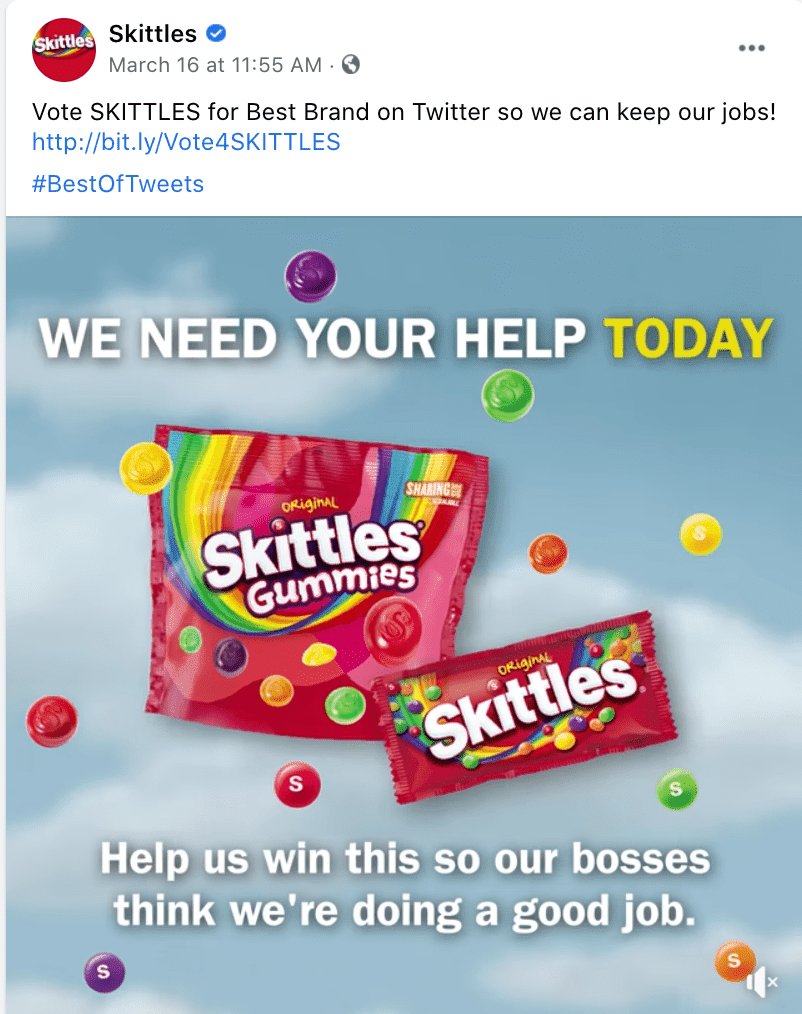 Skittles
Skittles
March 16 at 11:55 AM ·
Vote SKITTLES for Best Brand on Twitter so we can keep our jobs!
http://bit.ly/Vote4SKITTLES
#BestOfTweets
WE NEED YOUR HELP TODAY
SHARING
ORiGiNAL
Skittles
Gummies
ORiGiNAL
Skittles
S
S
S
Help us win this so our bosses
think we're doing a good job.
S
S